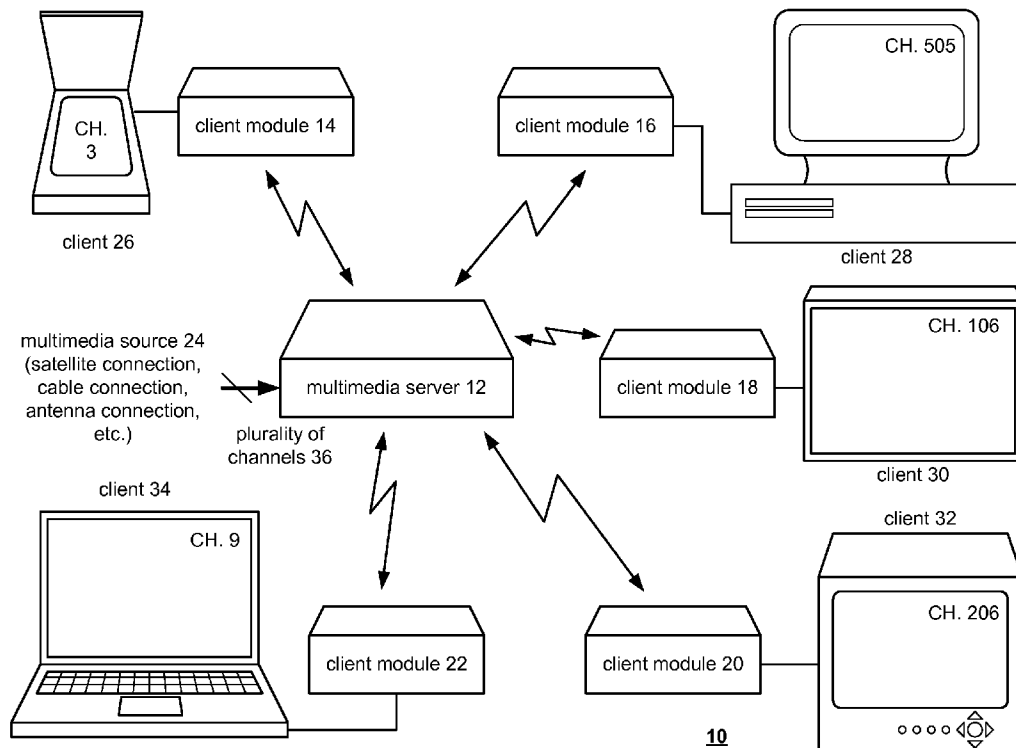 CH.
3
client module 14
client 26
client module 16
CH. 505
client 28
multimedia source 24
(satellite connection,
cable connection,
antenna connection,
etc.)
multimedia server 12
plurality of
channels 36
client module 18
CH. 106
client 30
client 34
CH. 9
client module 22
client module 20
client 32
CH. 206
10